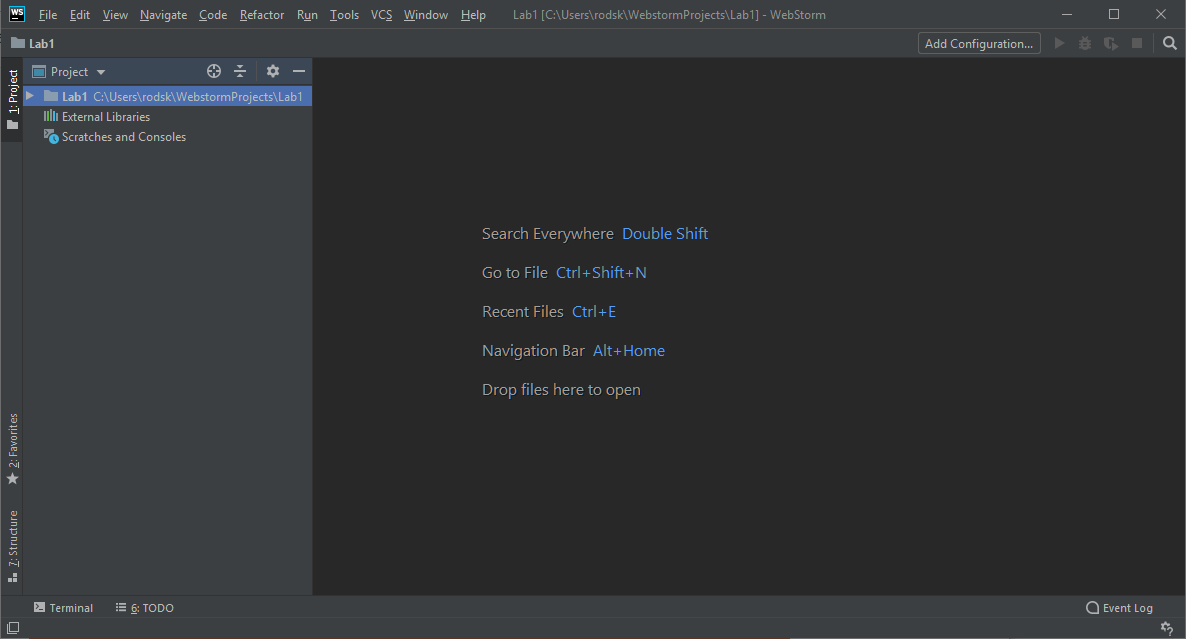 WS File Edit View Navigate Code Refactor Run Tools VCS Window Help Lab1 [C:\Users\rodsk\WebstormProjects\Lab1] - WebStorm
Lab1 Add Configuration...
1: Project
Project
Lab1 C:\Users\rodsk\WebstormProjects\Lab1
External Libraries
Scratches and Consoles
Search Everywhere Double Shift
Go to File Ctrl+Shift+N
Recent Files Ctrl+E
Navigation Bar Alt+Home
Drop files here to open
2: Favorites
7: Structure
Terminal 6: TODO Event Log